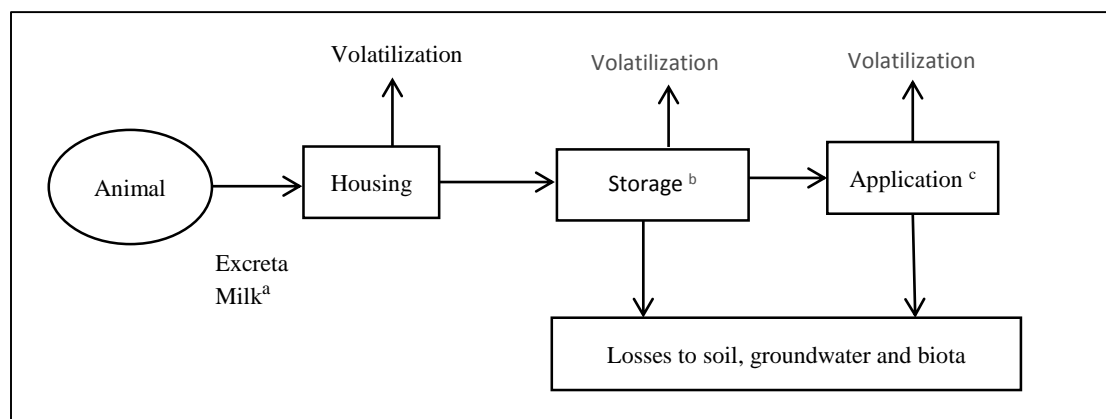 Volatilization
Volatilization
Volatilization
Animal
Housing
Storage ᵇ
Application ᶜ
Excreta
Milkᵃ
Losses to soil, groundwater and biota